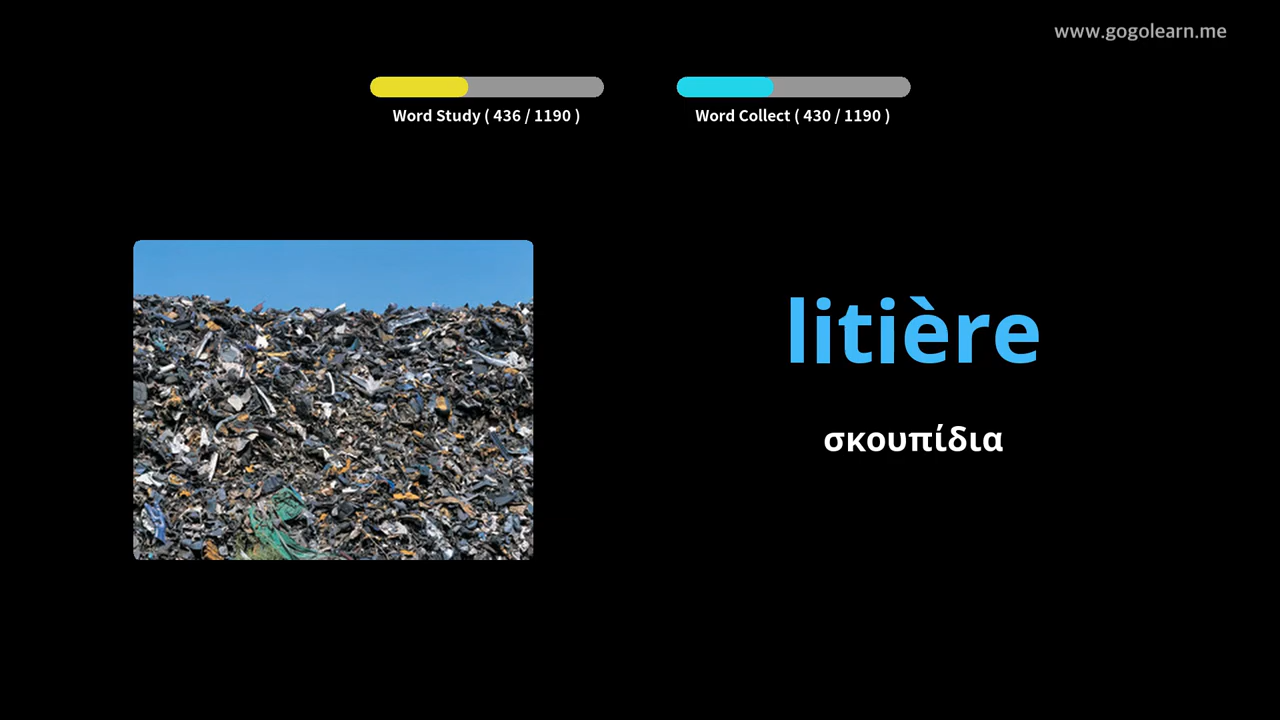 www.gogolearn.me
Word Study ( 436 / 1190 )
Word Collect ( 430 / 1190 )
litière
σκουπίδια